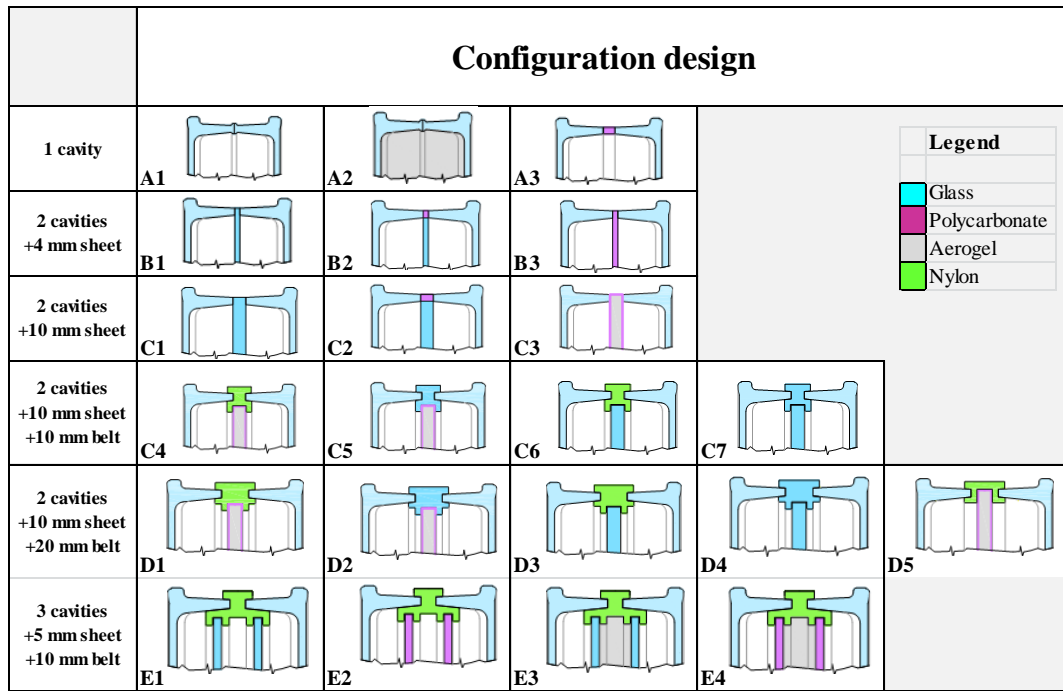 Configuration design
1 cavity
A1
A2
A3
Legend
Glass
Polycarbonate
Aerogel
Nylon
2 cavities
+4 mm sheet
B1
B2
B3
2 cavities
+10 mm sheet
C1
C2
C3
2 cavities
+10 mm sheet
+10 mm belt
C4
C5
C6
C7
2 cavities
+10 mm sheet
+20 mm belt
D1
D2
D3
D4
D5
3 cavities
+5 mm sheet
+10 mm belt
E1
E2
E3
E4